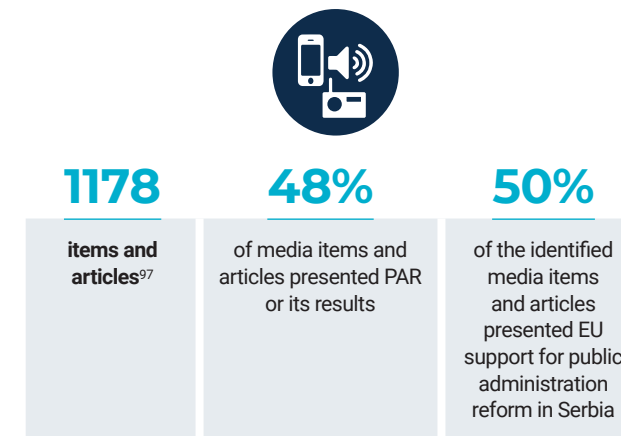 1178
items and
articles97
48%
of media items and
articles presented PAR
or its results
50%
of the identified
media items
and articles
presented EU
support for public
administration
reform in Serbia